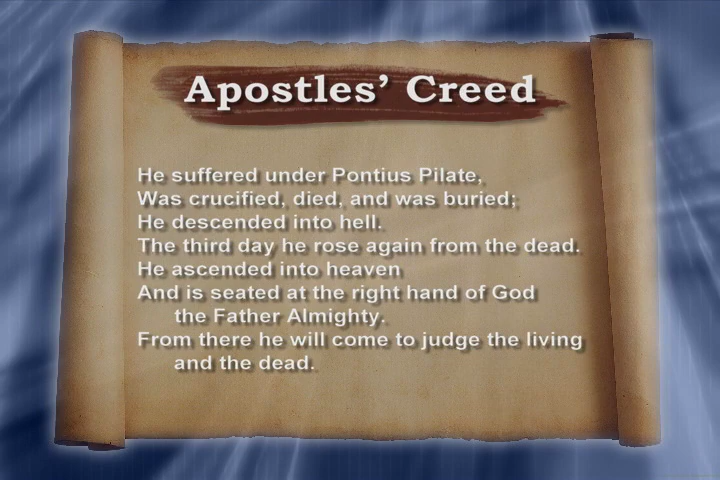 Apostles’ Creed
He suffered under Pontius Pilate,
Was crucified, died, and was buried;
He descended into hell.
The third day he rose again from the dead.
He ascended into heaven
And is seated at the right hand of God
the Father Almighty.
From there he will come to judge the living
and the dead.